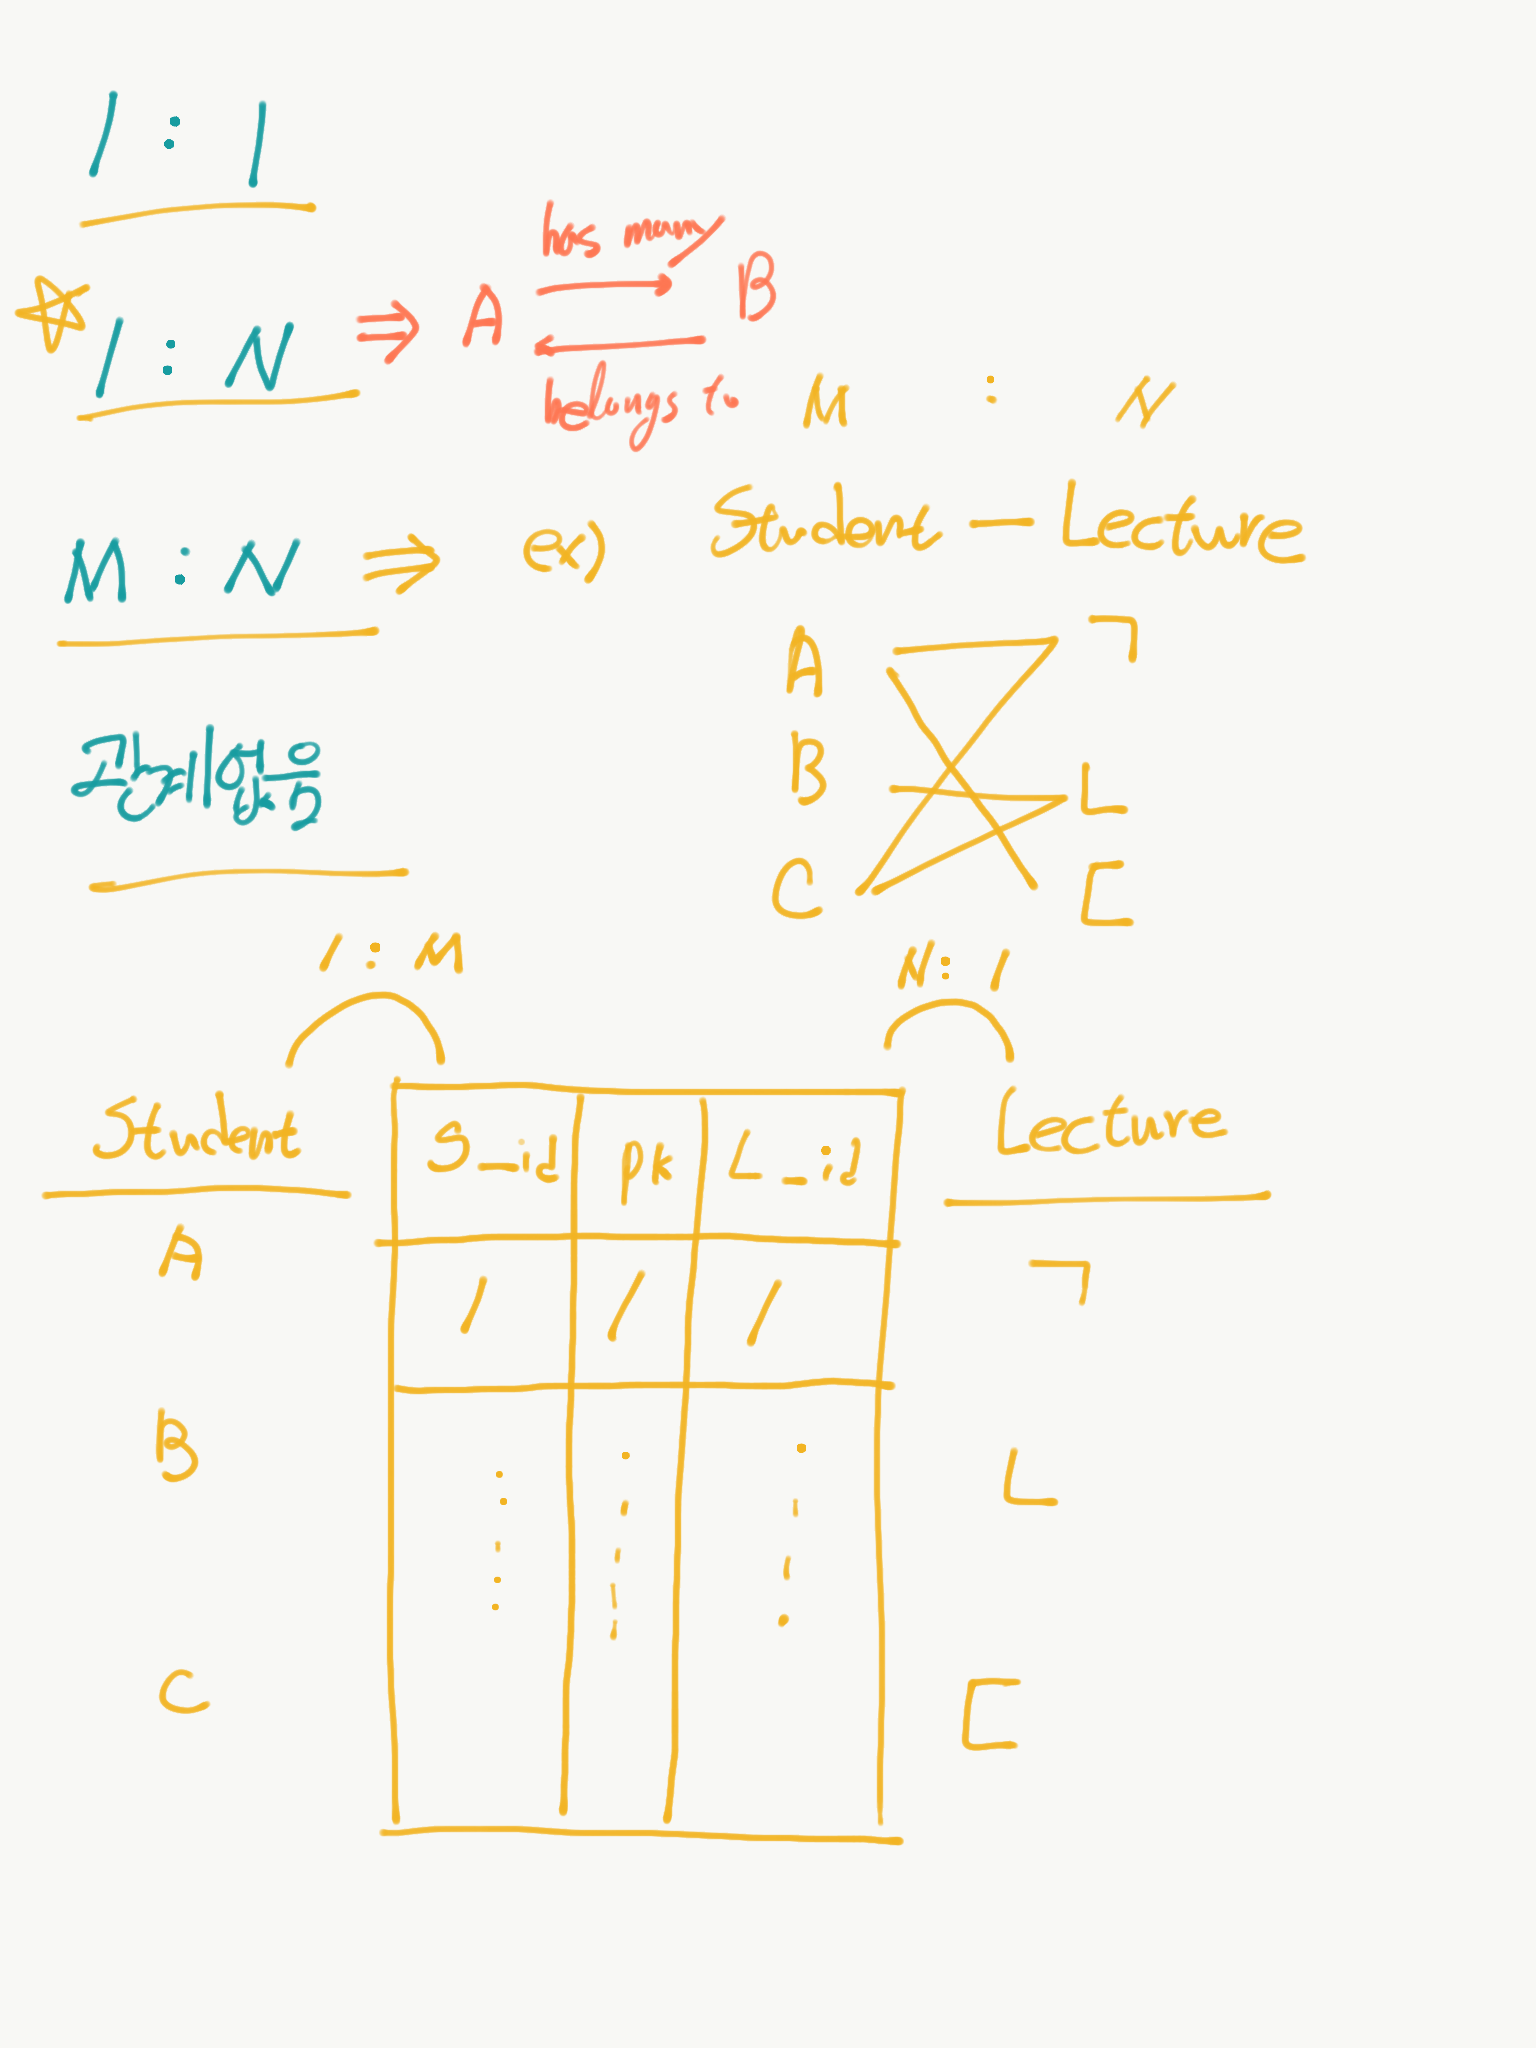 1 : 1
☆ 1 : N ⇒ A has many → B
← belongs to
M : N
M : N ⇒ ex) Student — Lecture
A ㄱ
B ㄴ
C ㄷ
관계없음
1 : M N : 1
Student S_id pk L_id Lecture
A 1 1 1 ㄱ
B ㄴ
C ㄷ